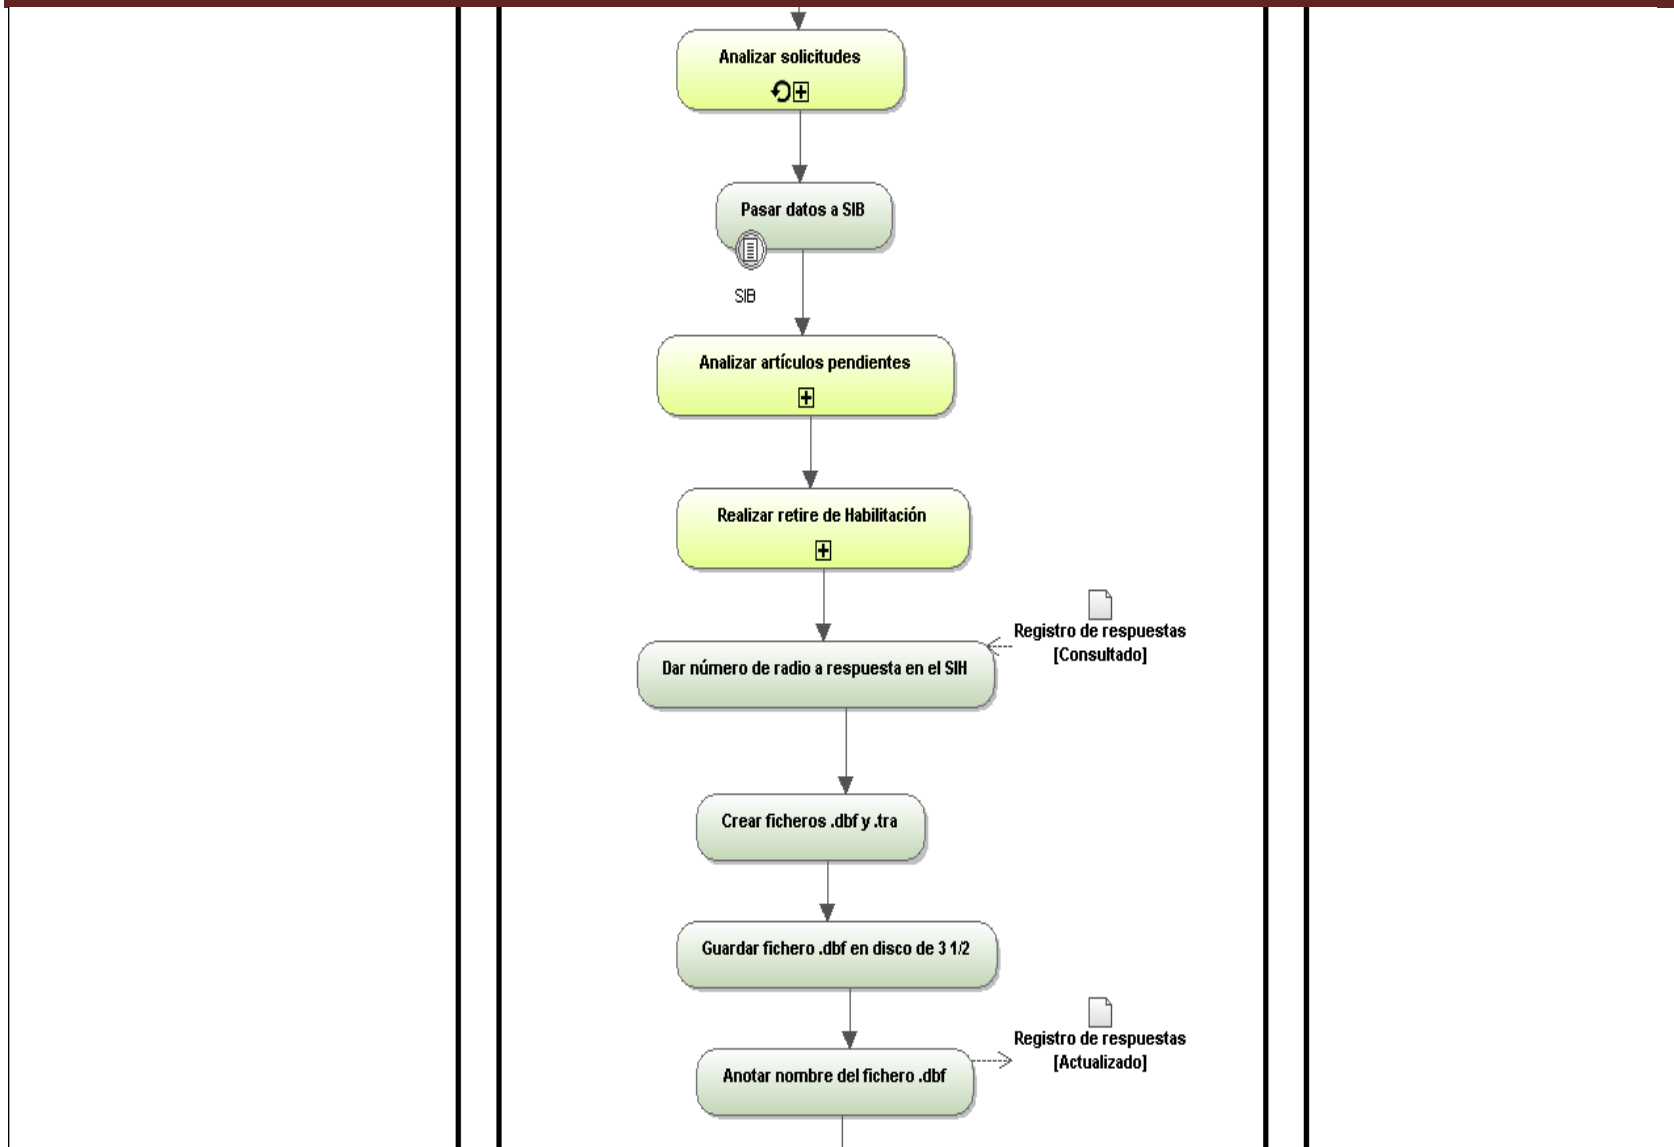 Analizar solicitudes
Pasar datos a SIB
SIB
Analizar artículos pendientes
Realizar retire de Habilitación
Registro de respuestas
[Consultado]
Dar número de radio a respuesta en el SIH
Crear ficheros .dbf y .tra
Guardar fichero .dbf en disco de 3 1/2
Registro de respuestas
[Actualizado]
Anotar nombre del fichero .dbf